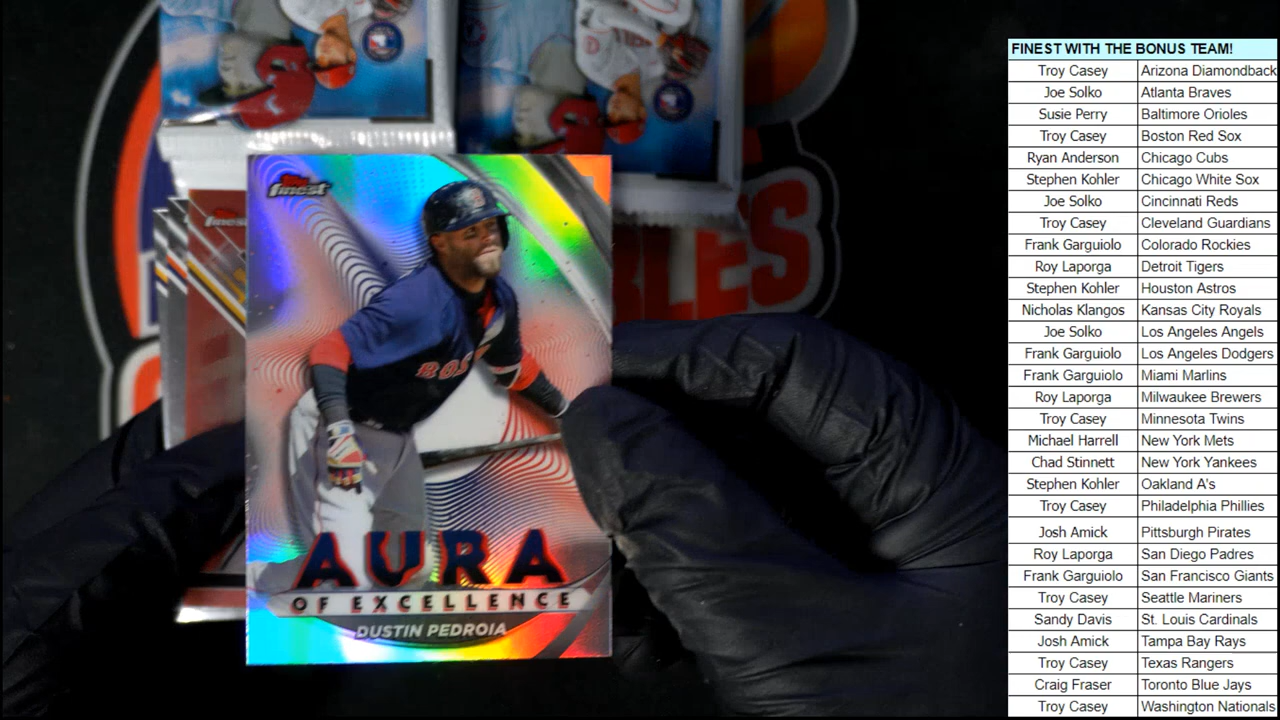 Topps
finest
finest
BLES
ROS
AURA
OF EXCELLENCE
DUSTIN PEDROIA
FINEST WITH THE BONUS TEAM!
Troy Casey Arizona Diamondback
Joe Solko Atlanta Braves
Susie Perry Baltimore Orioles
Troy Casey Boston Red Sox
Ryan Anderson Chicago Cubs
Stephen Kohler Chicago White Sox
Joe Solko Cincinnati Reds
Troy Casey Cleveland Guardians
Frank Garguiolo Colorado Rockies
Roy Laporga Detroit Tigers
Stephen Kohler Houston Astros
Nicholas Klangos Kansas City Royals
Joe Solko Los Angeles Angels
Frank Garguiolo Los Angeles Dodgers
Frank Garguiolo Miami Marlins
Roy Laporga Milwaukee Brewers
Troy Casey Minnesota Twins
Michael Harrell New York Mets
Chad Stinnett New York Yankees
Stephen Kohler Oakland A's
Troy Casey Philadelphia Phillies
Josh Amick Pittsburgh Pirates
Roy Laporga San Diego Padres
Frank Garguiolo San Francisco Giants
Troy Casey Seattle Mariners
Sandy Davis St. Louis Cardinals
Josh Amick Tampa Bay Rays
Troy Casey Texas Rangers
Craig Fraser Toronto Blue Jays
Troy Casey Washington Nationals